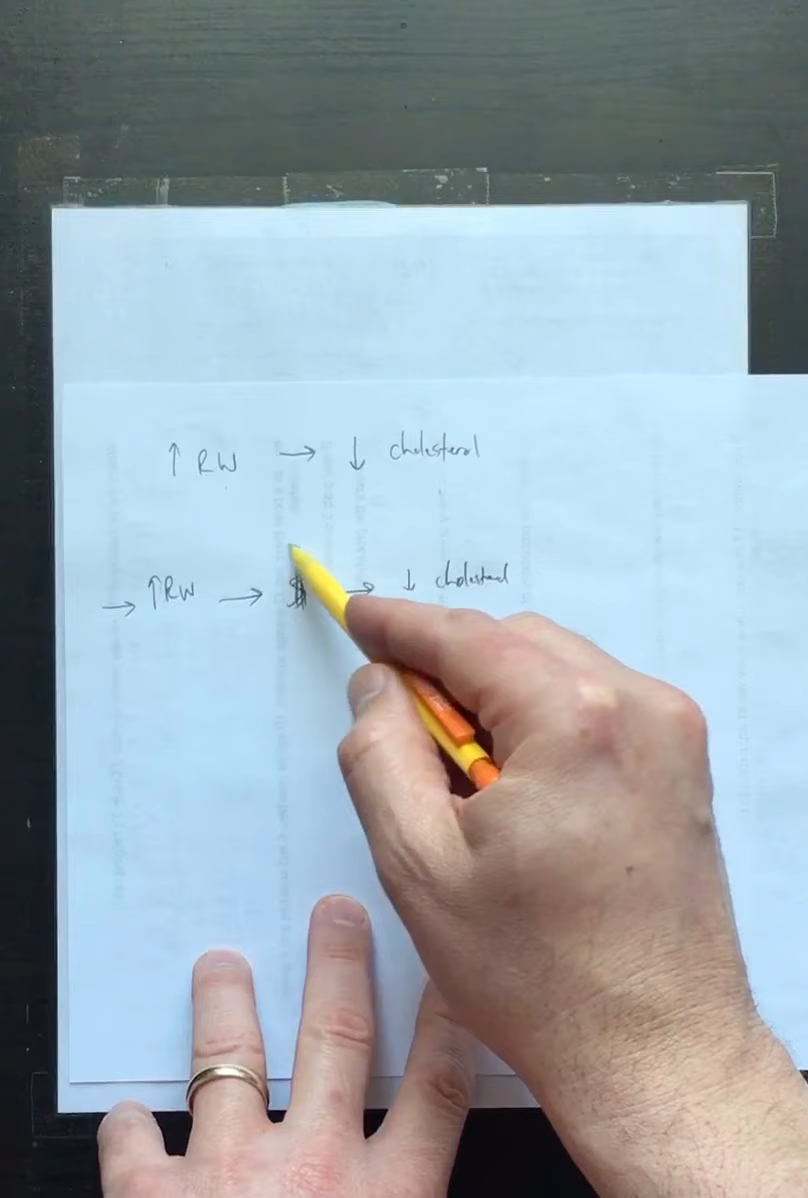 ↑ RW → ↓ cholesterol
→ ↑RW → $ → ↓ cholesterol